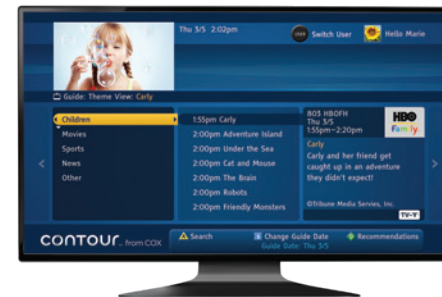 Thu 3/5 2:02pm
Switch User
Hello Marie
Guide: Theme View: Carly
Children
Movies
Sports
News
Other
1:55pm Carly
2:00pm Adventure Island
2:00pm Under the Sea
2:00pm Cat and Mouse
2:00pm The Brain
2:00pm Robots
2:00pm Friendly Monsters
803 HBOFH
Thu 3/5
1:55pm-2:20pm
HBO
Family
Carly
Carly and her friend get
caught up in an adventure
they didn't expect!
©Tribune Media Servies, Inc.
TV-Y
contour™ from COX
Search
Change Guide Date
Guide Date: Thu 3/5
Recommendations